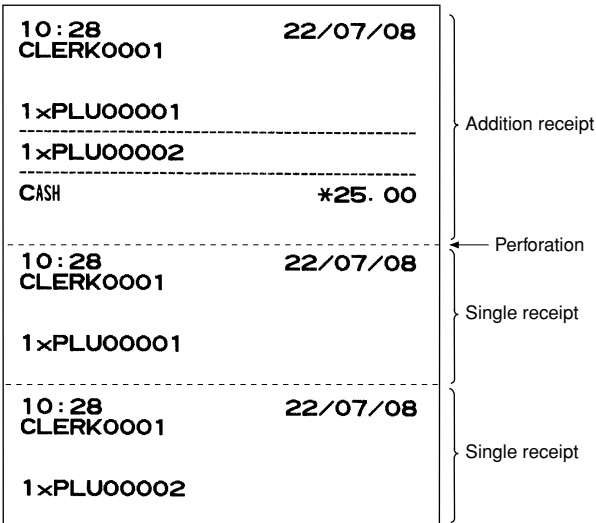 10:28 22/07/08
CLERK0001
1×PLU00001
1×PLU00002
CASH *25.00
Addition receipt
Perforation
10:28 22/07/08
CLERK0001
1×PLU00001
Single receipt
10:28 22/07/08
CLERK0001
1×PLU00002
Single receipt